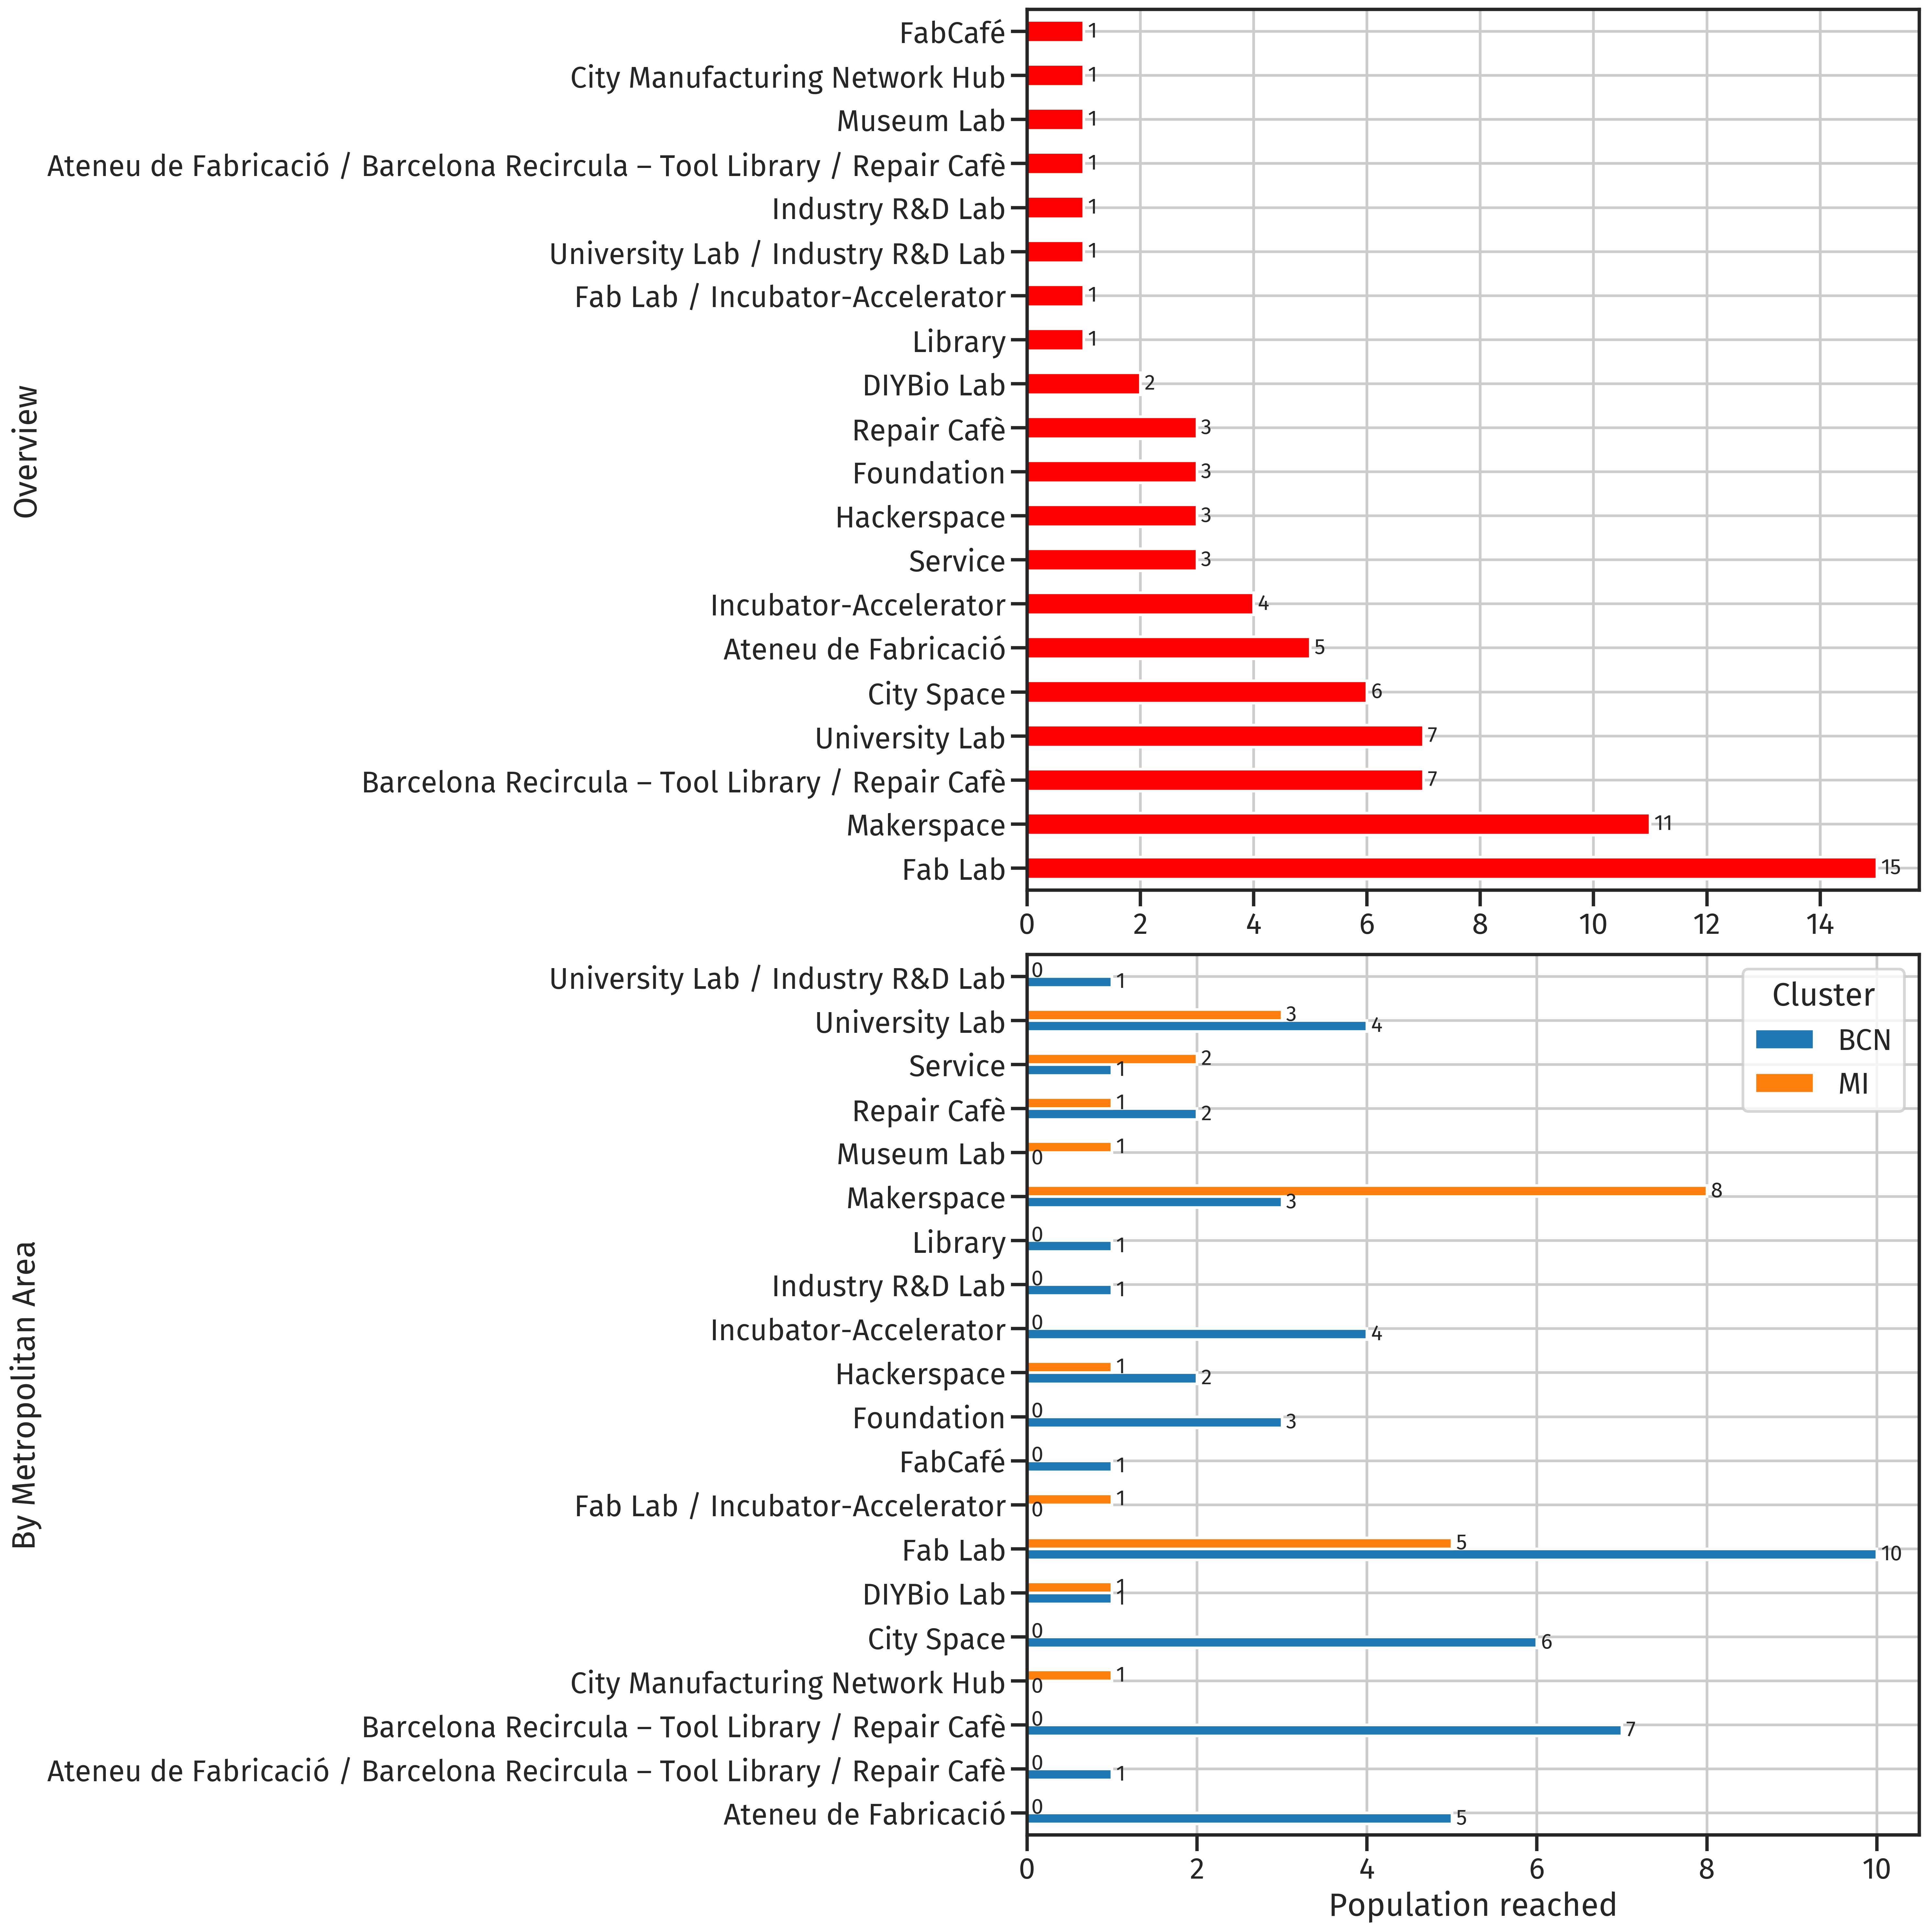 Overview
FabCafé 1
City Manufacturing Network Hub 1
Museum Lab 1
Ateneu de Fabricació / Barcelona Recircula – Tool Library / Repair Cafè 1
Industry R&D Lab 1
University Lab / Industry R&D Lab 1
Fab Lab / Incubator-Accelerator 1
Library 1
DIYBio Lab 2
Repair Cafè 3
Foundation 3
Hackerspace 3
Service 3
Incubator-Accelerator 4
Ateneu de Fabricació 5
City Space 6
University Lab 7
Barcelona Recircula – Tool Library / Repair Cafè 7
Makerspace 11
Fab Lab 15
0 2 4 6 8 10 12 14
By Metropolitan Area
Cluster
BCN
MI
University Lab / Industry R&D Lab 0 1
University Lab 3 4
Service 2 1
Repair Cafè 1 2
Museum Lab 1 0
Makerspace 8 3
Library 0 1
Industry R&D Lab 0 1
Incubator-Accelerator 0 4
Hackerspace 1 2
Foundation 0 3
FabCafé 0 1
Fab Lab / Incubator-Accelerator 1 0
Fab Lab 5 10
DIYBio Lab 1 1
City Space 0 6
City Manufacturing Network Hub 1 0
Barcelona Recircula – Tool Library / Repair Cafè 0 7
Ateneu de Fabricació / Barcelona Recircula – Tool Library / Repair Cafè 0 1
Ateneu de Fabricació 0 5
0 2 4 6 8 10
Population reached